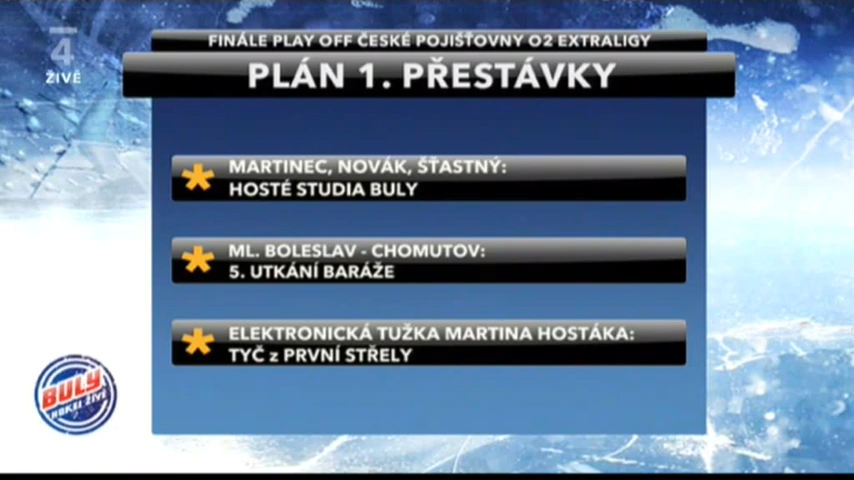 4
ŽIVĚ
FINÁLE PLAY OFF ČESKÉ POJIŠŤOVNY O2 EXTRALIGY
PLÁN 1. PŘESTÁVKY
MARTINEC, NOVÁK, ŠŤASTNÝ:
HOSTÉ STUDIA BULY
ML. BOLESLAV - CHOMUTOV:
5. UTKÁNÍ BARÁŽE
ELEKTRONICKÁ TUŽKA MARTINA HOSTÁKA:
TYČ z PRVNÍ STŘELY
BULY
HOKEJ ŽIVĚ